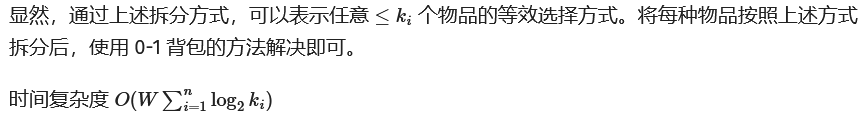 显然，通过上述拆分方式，可以表示任意 ≤ kᵢ 个物品的等效选择方式。将每种物品按照上述方式
拆分后，使用 0-1 背包的方法解决即可。
时间复杂度 O(W ∑ⁿᵢ₌₁ log₂ kᵢ)